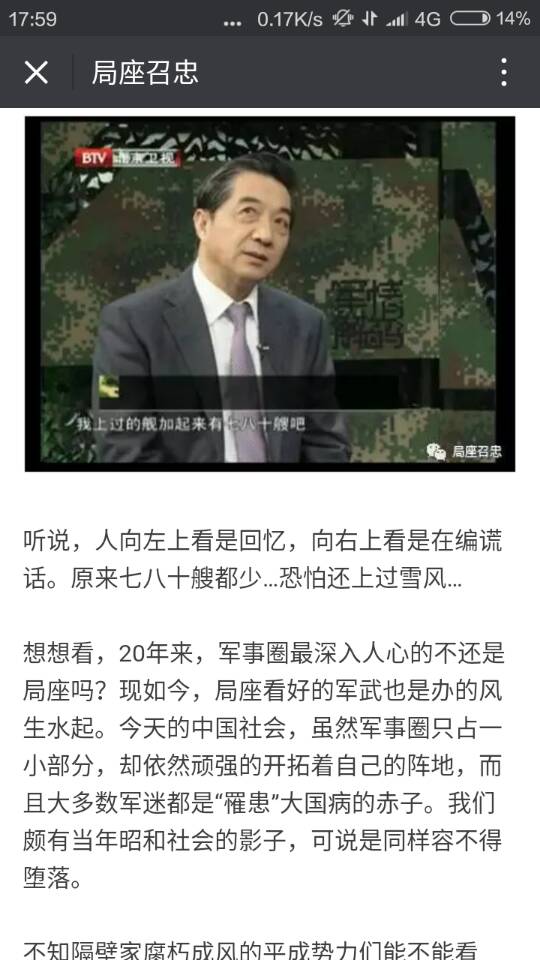 17:59 ... 0.17K/s 4G 14%
局座召忠
BTV 北京卫视
军情
解码
我上过的舰加起来有七八十艘吧
局座召忠
听说，人向左上看是回忆，向右上看是在编谎
话。原来七八十艘都少...恐怕还上过雪风...
想想看，20年来，军事圈最深入人心的不还是
局座吗？现如今，局座看好的军武也是办的风
生水起。今天的中国社会，虽然军事圈只占一
小部分，却依然顽强的开拓着自己的阵地，而
且大多数军迷都是“罹患”大国病的赤子。我们
颇有当年昭和社会的影子，可说是同样容不得
堕落。
不知隔壁家腐朽成风的平成势力们能不能看